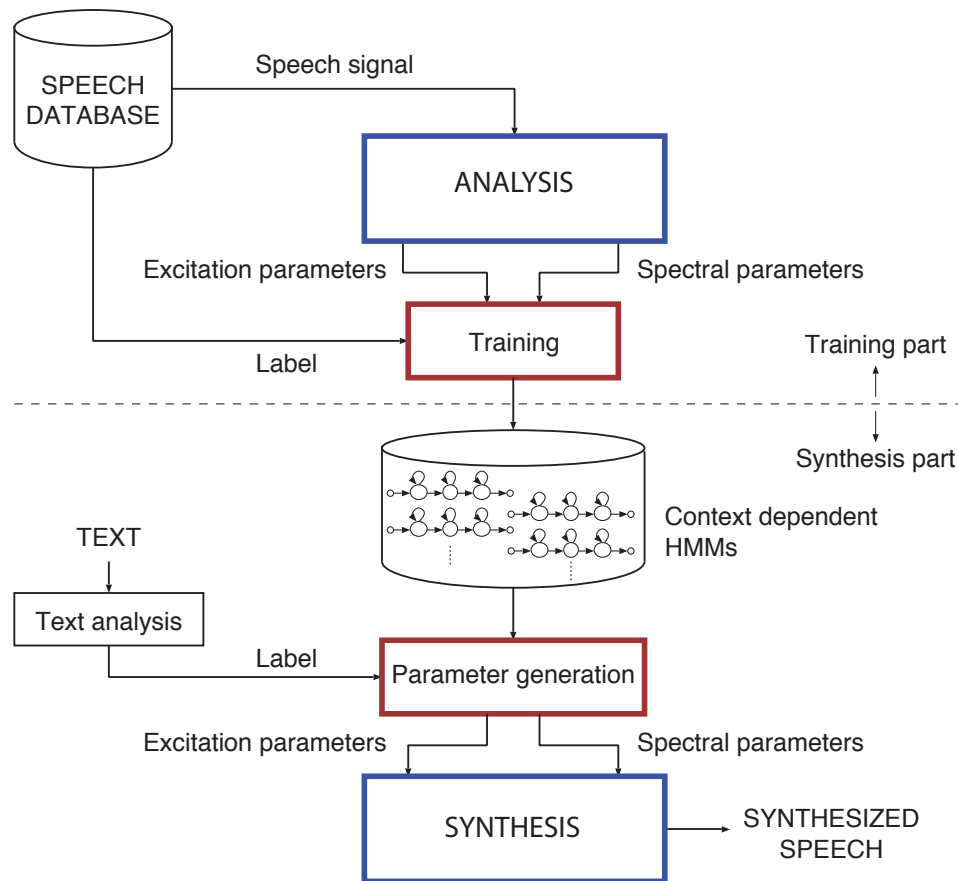 Speech signal
SPEECH
DATABASE
ANALYSIS
Excitation parameters
Spectral parameters
Training
Label
Training part
Synthesis part
Context dependent
HMMs
TEXT
Text analysis
Label
Parameter generation
Excitation parameters
Spectral parameters
SYNTHESIS
SYNTHESIZED
SPEECH